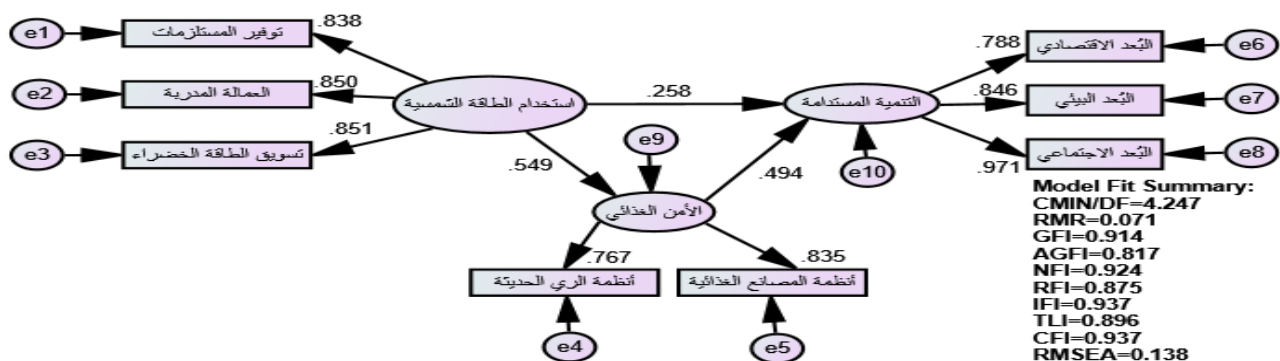 e1
توفير المستلزمات
.838
e2
العمالة المدربة
.850
e3
تسويق الطاقة الخضراء
.851
استخدام الطاقة الشمسية
.258
.549
e9
الأمن الغذائي
.494
التنمية المستدامة
e10
.788
البُعد الاقتصادي
e6
.846
البُعد البيئي
e7
.971
البُعد الاجتماعي
e8
.767
أنظمة الري الحديثة
e4
.835
أنظمة المصانع الغذائية
e5
Model Fit Summary:
CMIN/DF=4.247
RMR=0.071
GFI=0.914
AGFI=0.817
NFI=0.924
RFI=0.875
IFI=0.937
TLI=0.896
CFI=0.937
RMSEA=0.138